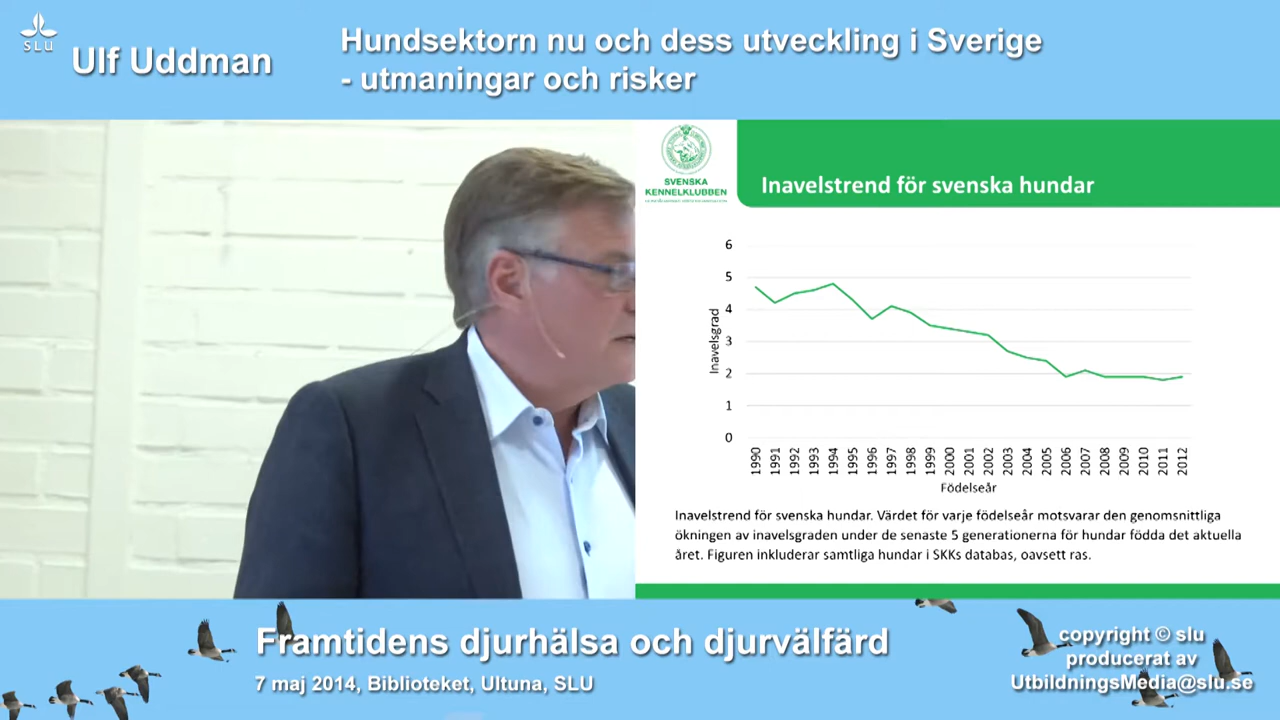 SLU
Ulf Uddman
Hundsektorn nu och dess utveckling i Sverige
- utmaningar och risker
SVENSKA
KENNELKLUBBEN
Inavelstrend för svenska hundar
6
5
4
3
2
1
0
Inavelsgrad
1990 1991 1992 1993 1994 1995 1996 1997 1998 1999 2000 2001 2002 2003 2004 2005 2006 2007 2008 2009 2010 2011 2012
Födelseår
Inavelstrend för svenska hundar. Värdet för varje födelseår motsvarar den genomsnittliga
ökningen av inavelsgraden under de senaste 5 generationerna för hundar födda det aktuella
året. Figuren inkluderar samtliga hundar i SKKs databas, oavsett ras.
Framtidens djurhälsa och djurvälfärd
7 maj 2014, Biblioteket, Ultuna, SLU
copyright © slu
producerat av
UtbildningsMedia@slu.se